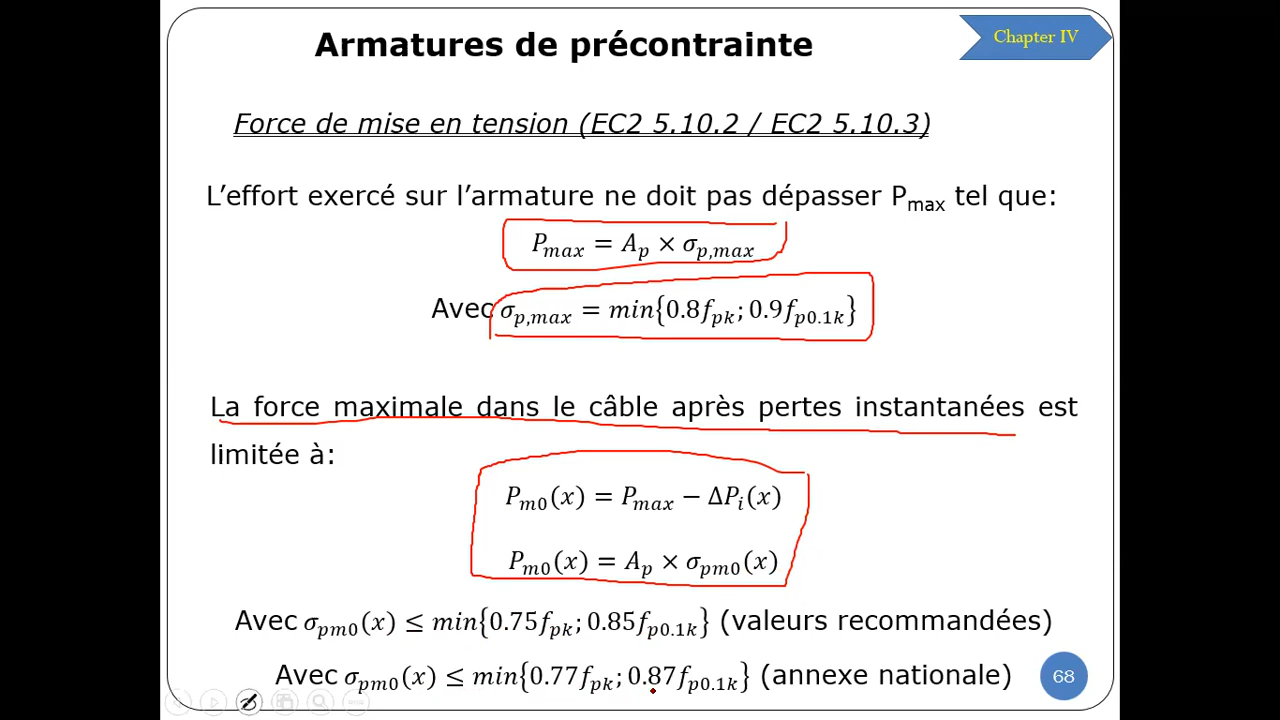 Armatures de précontrainte
Chapter IV
Force de mise en tension (EC2 5.10.2 / EC2 5.10.3)
L’effort exercé sur l’armature ne doit pas dépasser Pmax tel que:
Pmax = Ap × σp,max
Avec σp,max = min{0.8fpk; 0.9fp0.1k}
La force maximale dans le câble après pertes instantanées est
limitée à:
Pm0(x) = Pmax − ΔPi(x)
Pm0(x) = Ap × σpm0(x)
Avec σpm0(x) ≤ min{0.75fpk; 0.85fp0.1k} (valeurs recommandées)
Avec σpm0(x) ≤ min{0.77fpk; 0.87fp0.1k} (annexe nationale)
68